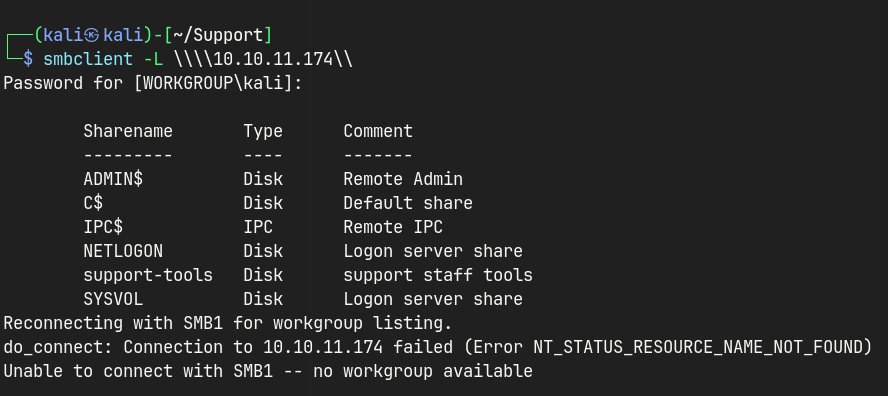 ┌──(kali㉿kali)-[~/Support]
└─$ smbclient -L \\\\10.10.11.174\\
Password for [WORKGROUP\kali]:
Sharename Type Comment
--------- ---- -------
ADMIN$ Disk Remote Admin
C$ Disk Default share
IPC$ IPC Remote IPC
NETLOGON Disk Logon server share
support-tools Disk support staff tools
SYSVOL Disk Logon server share
Reconnecting with SMB1 for workgroup listing.
do_connect: Connection to 10.10.11.174 failed (Error NT_STATUS_RESOURCE_NAME_NOT_FOUND)
Unable to connect with SMB1 -- no workgroup available